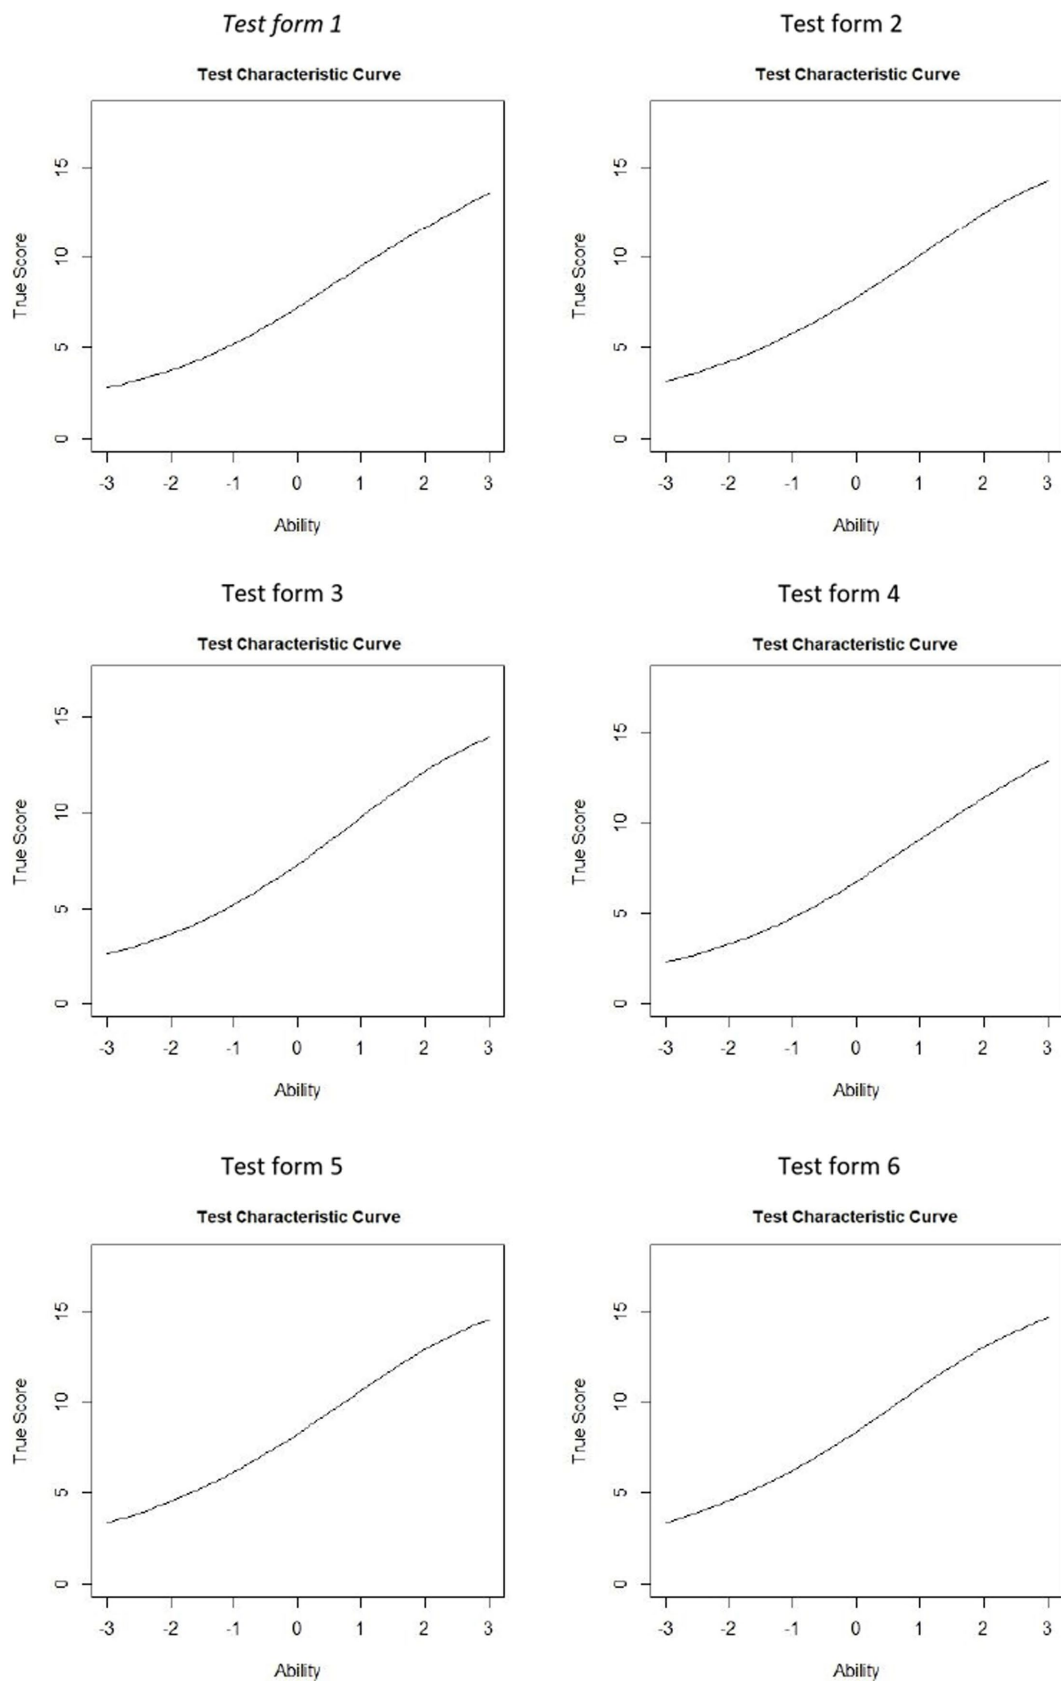 Test form 1
Test form 2
Test Characteristic Curve
Test Characteristic Curve
True Score
15
10
5
0
-3 -2 -1 0 1 2 3
Ability
True Score
15
10
5
0
-3 -2 -1 0 1 2 3
Ability
Test form 3
Test form 4
Test Characteristic Curve
Test Characteristic Curve
True Score
15
10
5
0
-3 -2 -1 0 1 2 3
Ability
True Score
15
10
5
0
-3 -2 -1 0 1 2 3
Ability
Test form 5
Test form 6
Test Characteristic Curve
Test Characteristic Curve
True Score
15
10
5
0
-3 -2 -1 0 1 2 3
Ability
True Score
15
10
5
0
-3 -2 -1 0 1 2 3
Ability